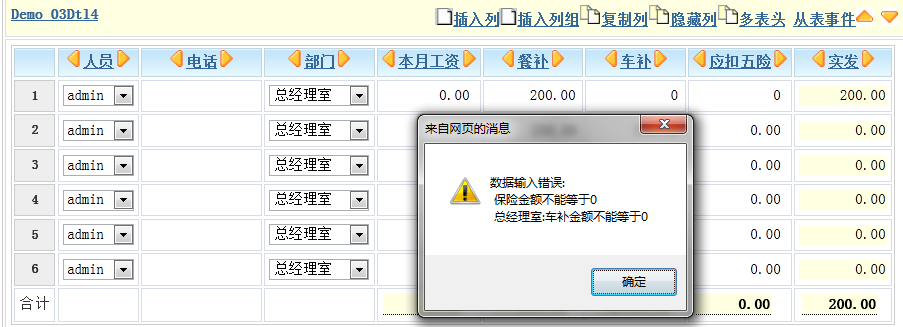 Demo 03Dtl4
插入列 插入列组 复制列 隐藏列 多表头 从表事件
人员 电话 部门 本月工资 餐补 车补 应扣五险 实发
1 admin 总经理室 0.00 200.00 0 0 200.00
2 admin 总经理室 0.00 0.00
3 admin 总经理室 0.00 0.00
4 admin 总经理室 0.00 0.00
5 admin 总经理室 0.00 0.00
6 admin 总经理室 0.00 0.00
合计 0.00 200.00
来自网页的消息
数据输入错误:
保险金额不能等于0
总经理室:车补金额不能等于0
确定